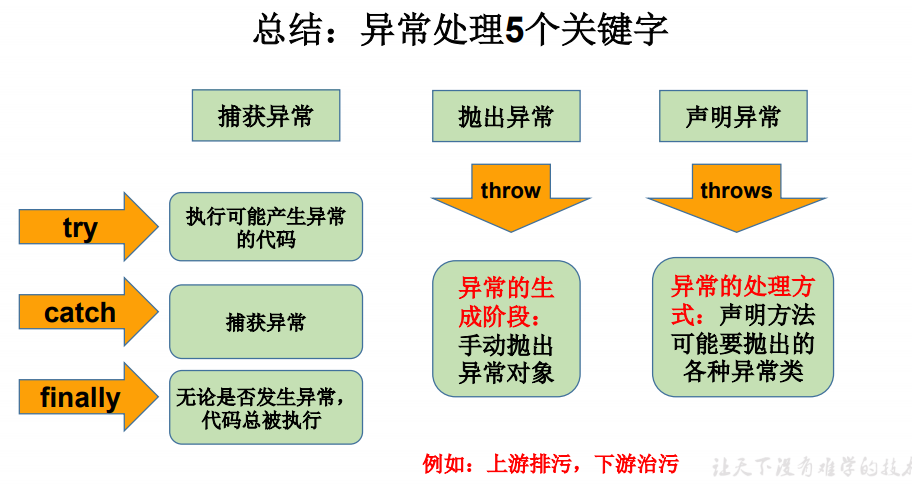 总结：异常处理5个关键字
捕获异常
抛出异常
声明异常
throw
throws
try
执行可能产生异常
的代码
catch
捕获异常
finally
无论是否发生异常，
代码总被执行
异常的生
成阶段：
手动抛出
异常对象
异常的处理方
式：声明方法
可能要抛出的
各种异常类
例如：上游排污，下游治污
让天下没有难学的技术